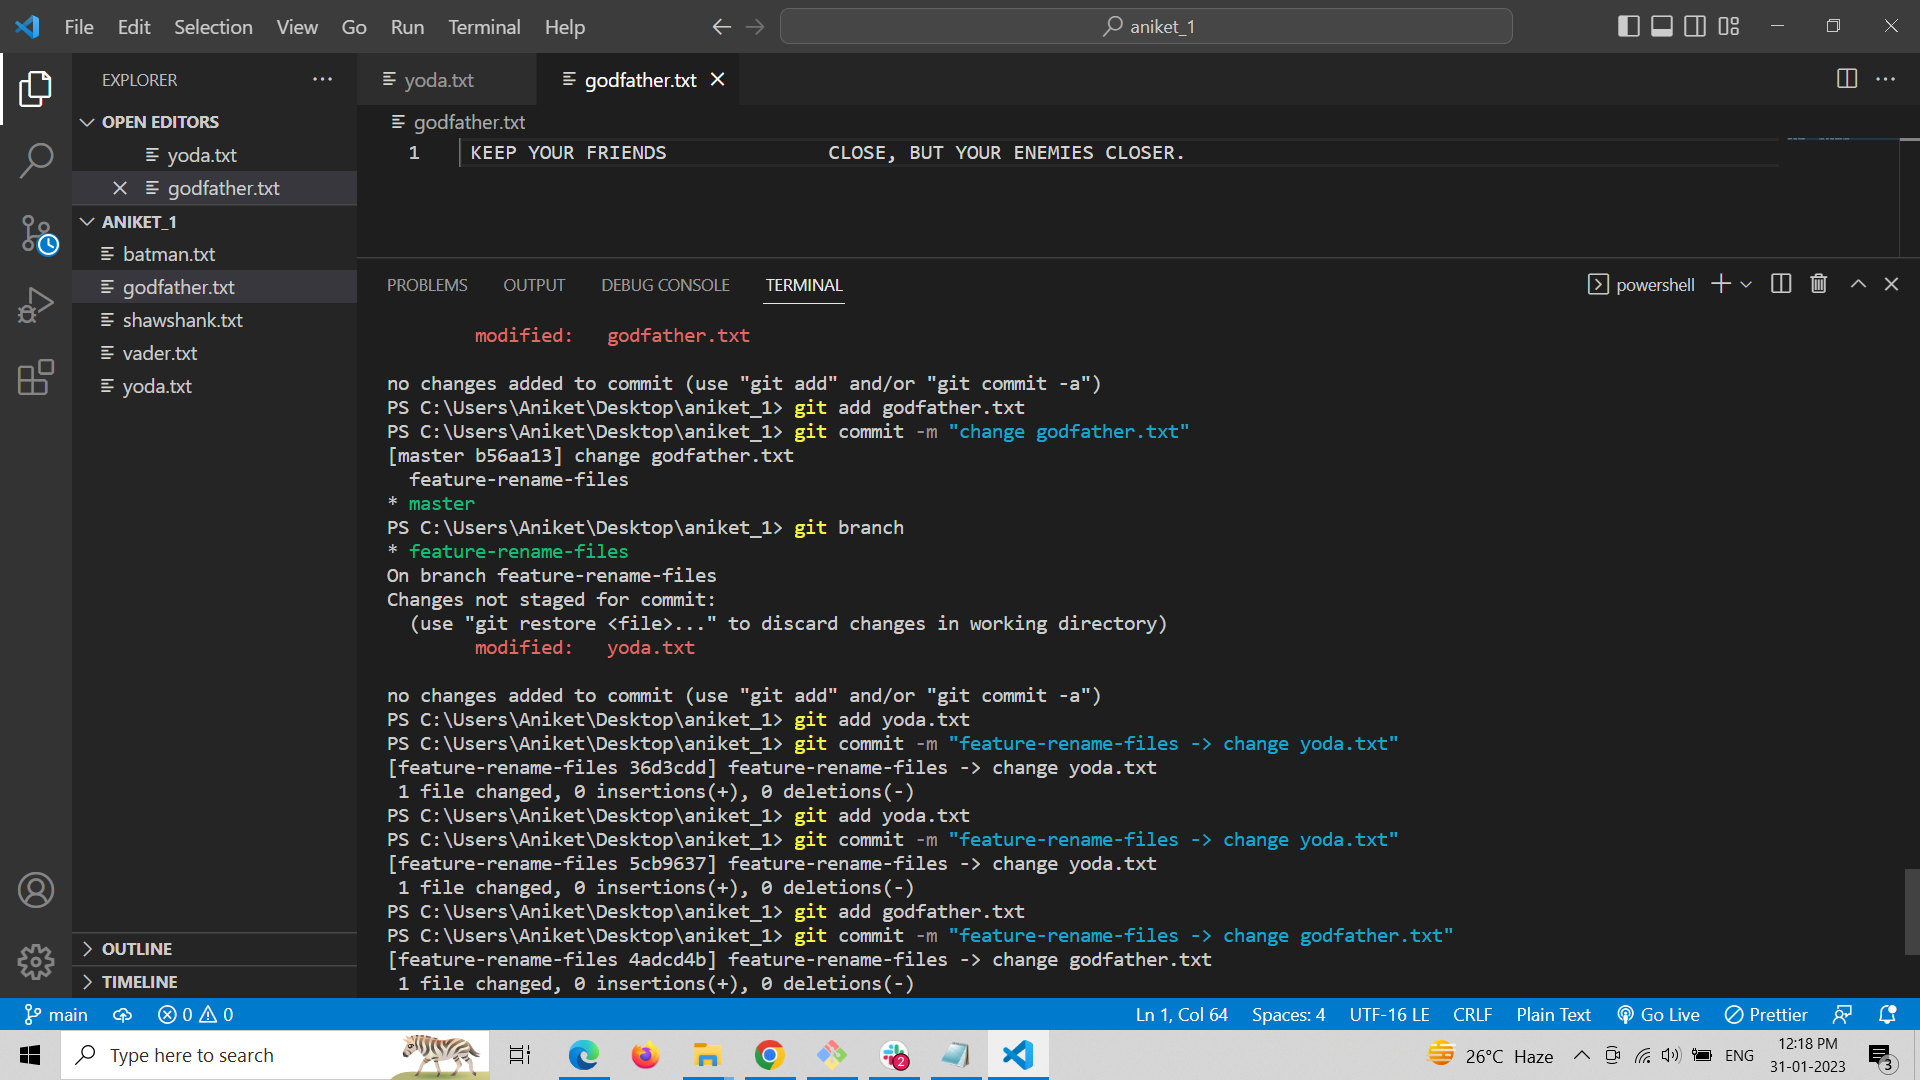 File Edit Selection View Go Run Terminal Help
aniket_1
EXPLORER
OPEN EDITORS
yoda.txt
godfather.txt
ANIKET_1
batman.txt
godfather.txt
shawshank.txt
vader.txt
yoda.txt
OUTLINE
TIMELINE
yoda.txt godfather.txt
godfather.txt
1 KEEP YOUR FRIENDS CLOSE, BUT YOUR ENEMIES CLOSER.
PROBLEMS OUTPUT DEBUG CONSOLE TERMINAL
powershell
modified: godfather.txt
no changes added to commit (use "git add" and/or "git commit -a")
PS C:\Users\Aniket\Desktop\aniket_1> git add godfather.txt
PS C:\Users\Aniket\Desktop\aniket_1> git commit -m "change godfather.txt"
[master b56aa13] change godfather.txt
feature-rename-files
* master
PS C:\Users\Aniket\Desktop\aniket_1> git branch
* feature-rename-files
On branch feature-rename-files
Changes not staged for commit:
(use "git restore <file>..." to discard changes in working directory)
modified: yoda.txt
no changes added to commit (use "git add" and/or "git commit -a")
PS C:\Users\Aniket\Desktop\aniket_1> git add yoda.txt
PS C:\Users\Aniket\Desktop\aniket_1> git commit -m "feature-rename-files -> change yoda.txt"
[feature-rename-files 36d3cdd] feature-rename-files -> change yoda.txt
1 file changed, 0 insertions(+), 0 deletions(-)
PS C:\Users\Aniket\Desktop\aniket_1> git add yoda.txt
PS C:\Users\Aniket\Desktop\aniket_1> git commit -m "feature-rename-files -> change yoda.txt"
[feature-rename-files 5cb9637] feature-rename-files -> change yoda.txt
1 file changed, 0 insertions(+), 0 deletions(-)
PS C:\Users\Aniket\Desktop\aniket_1> git add godfather.txt
PS C:\Users\Aniket\Desktop\aniket_1> git commit -m "feature-rename-files -> change godfather.txt"
[feature-rename-files 4adcd4b] feature-rename-files -> change godfather.txt
1 file changed, 0 insertions(+), 0 deletions(-)
main 0 0 Ln 1, Col 64 Spaces: 4 UTF-16 LE CRLF Plain Text Go Live Prettier
Type here to search 2 26°C Haze ENG 12:18 PM
31-01-2023 3